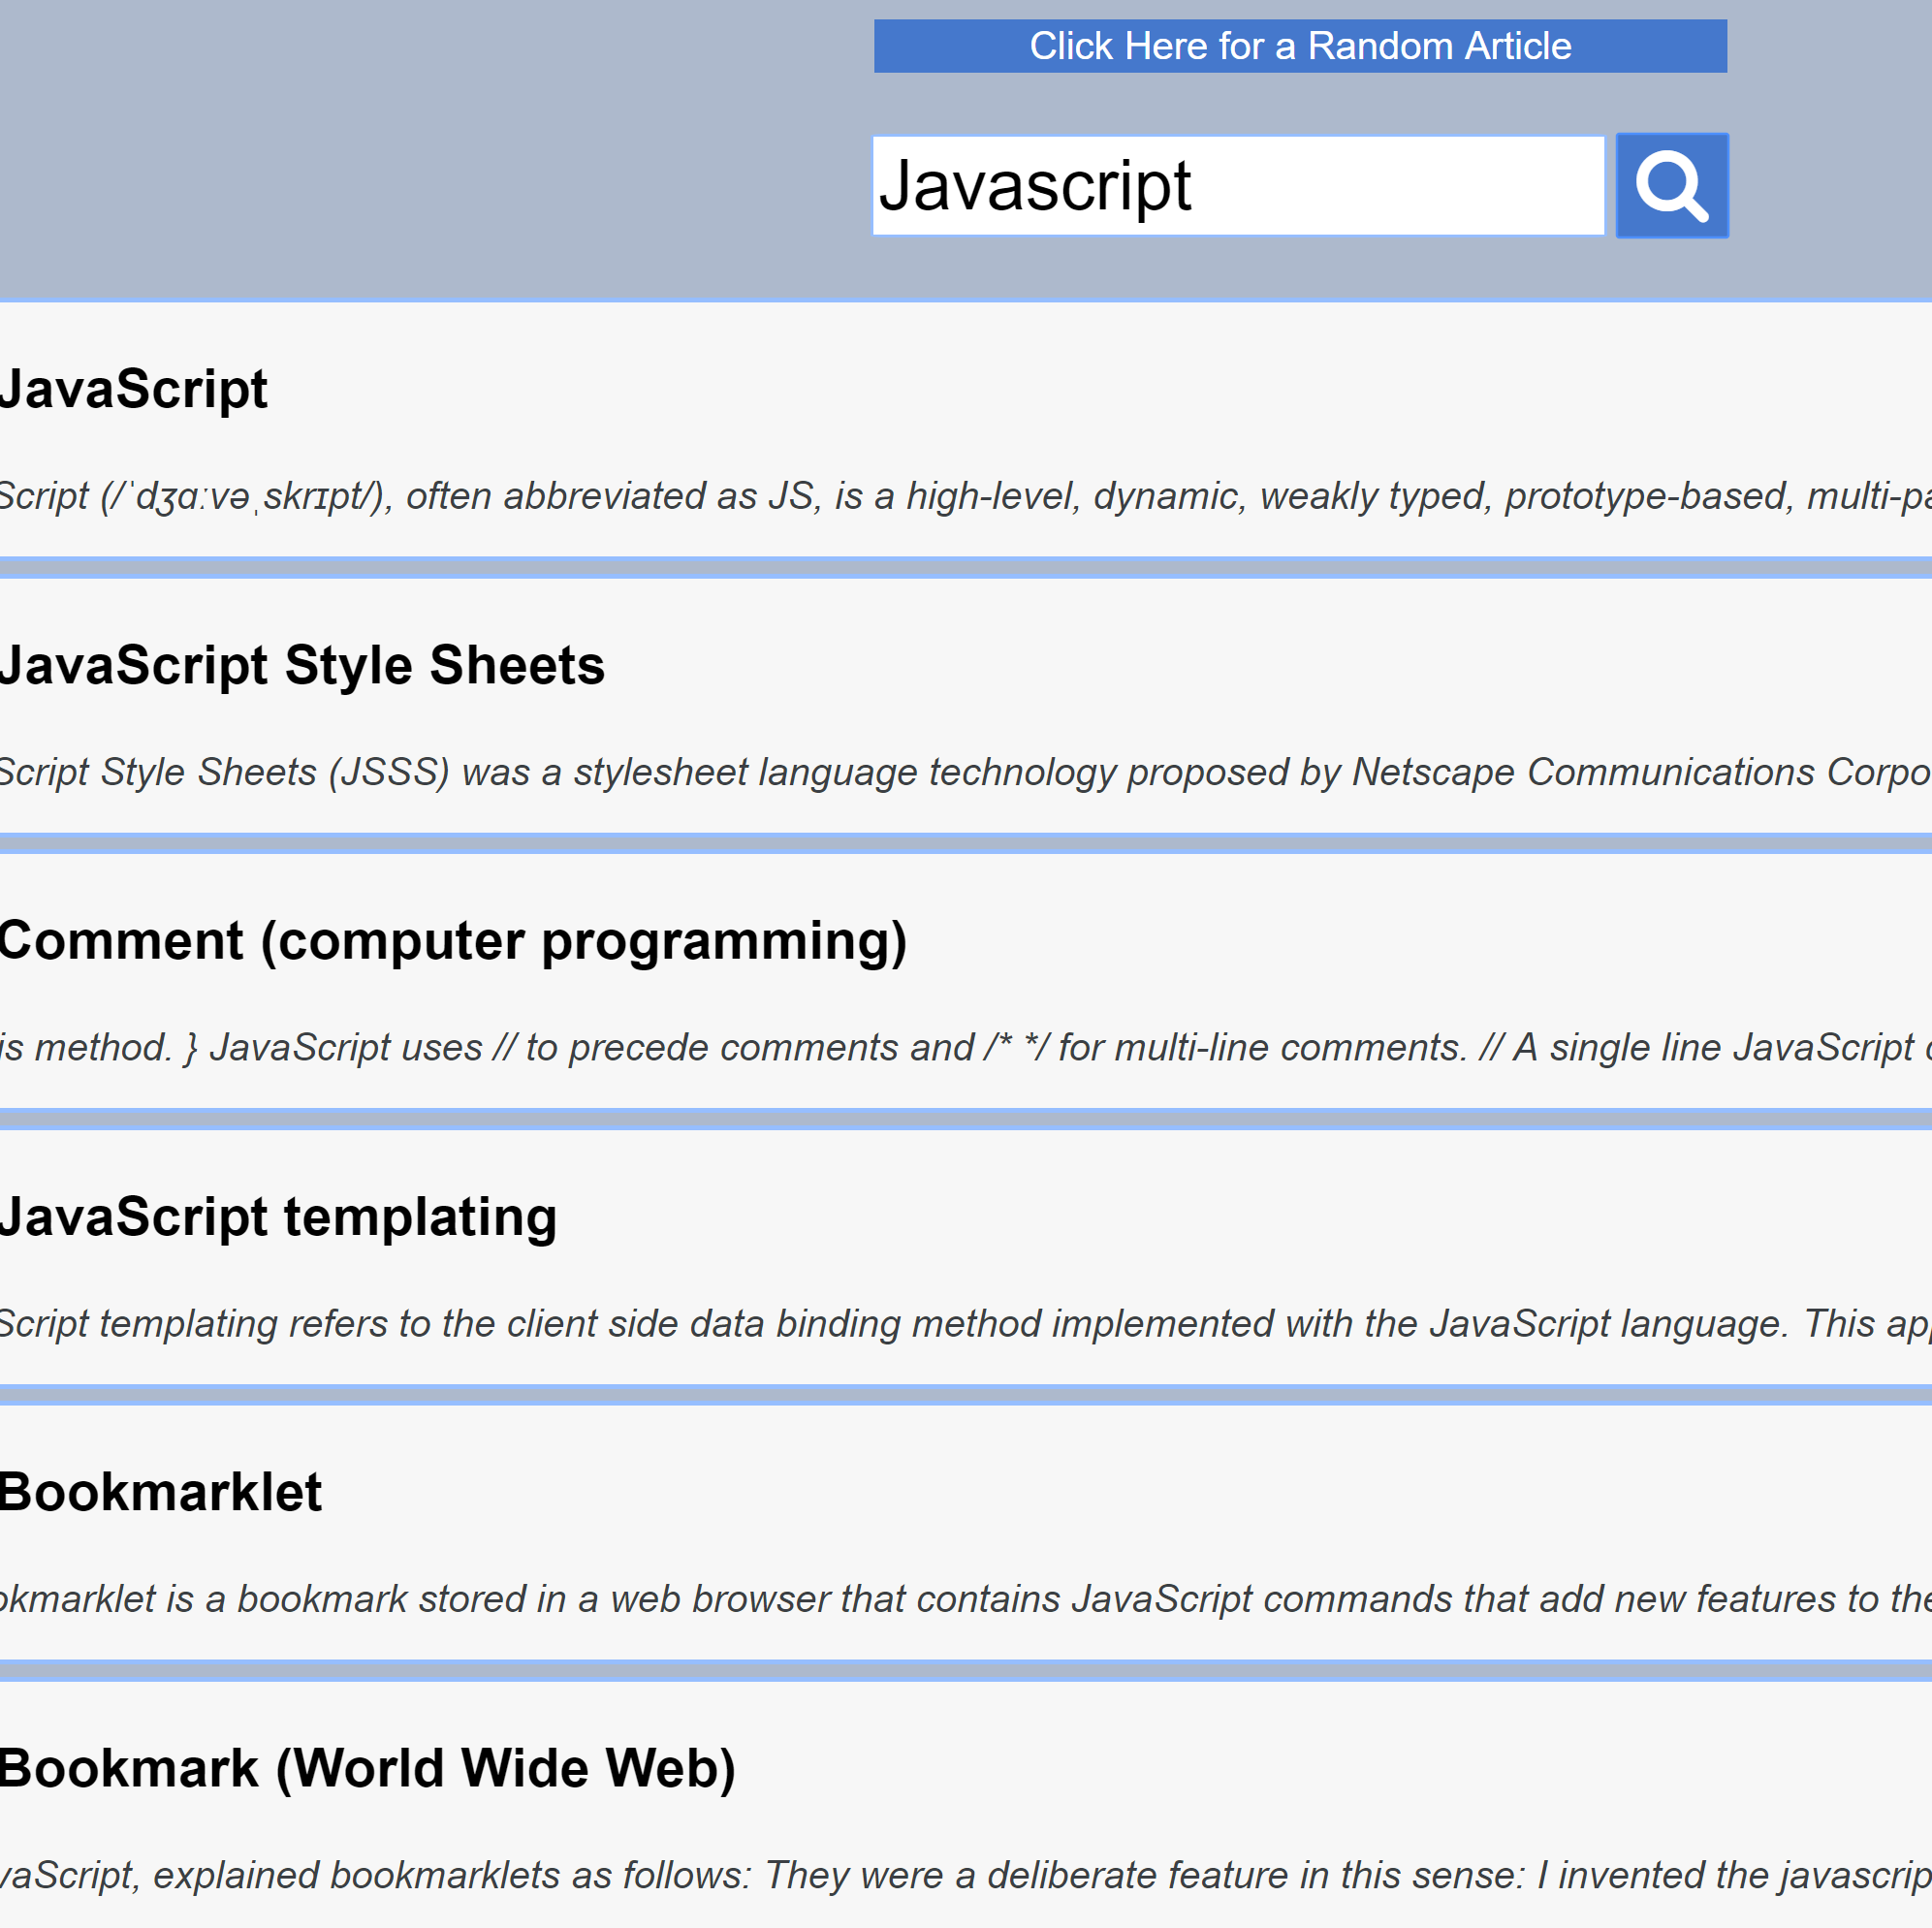 Click Here for a Random Article
Javascript
JavaScript
Script (/ˈdʒɑːvəˌskrɪpt/), often abbreviated as JS, is a high-level, dynamic, weakly typed, prototype-based,
JavaScript Style Sheets
Script Style Sheets (JSSS) was a stylesheet language technology proposed by Netscape Communications
Comment (computer programming)
is method. } JavaScript uses // to precede comments and /* */ for multi-line comments. // A single line JavaScript
JavaScript templating
Script templating refers to the client side data binding method implemented with the JavaScript language. This
Bookmarklet
okmarklet is a bookmark stored in a web browser that contains JavaScript commands that add new features to the
Bookmark (World Wide Web)
vaScript, explained bookmarklets as follows: They were a deliberate feature in this sense: I invented the javascrip